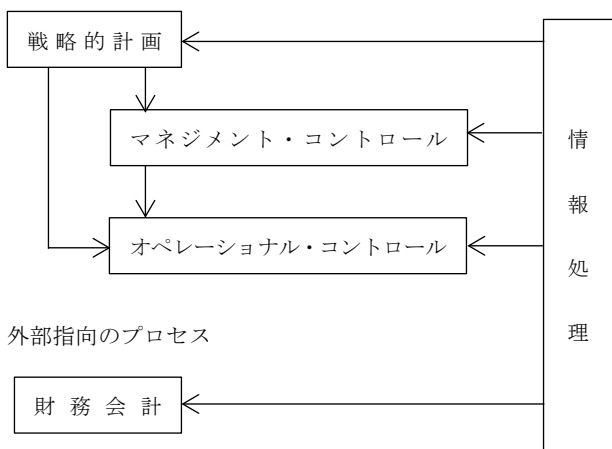 戦略的計画
マネジメント・コントロール
オペレーショナル・コントロール
情報処理
外部指向のプロセス
財務会計